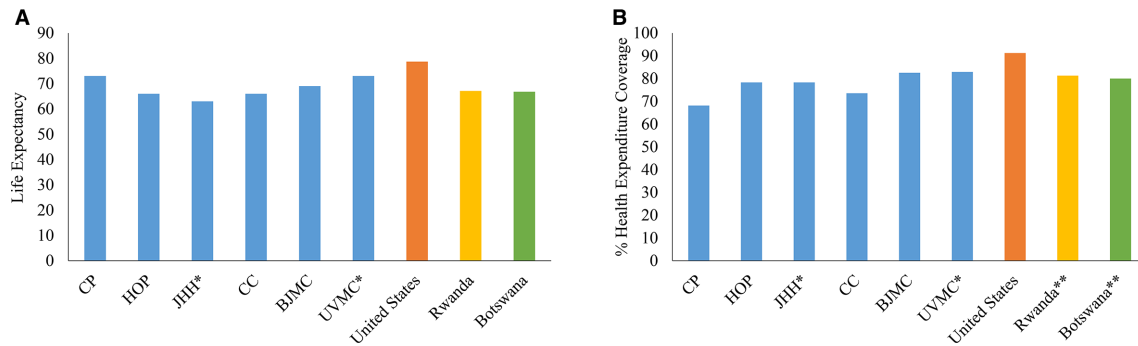 A
Life Expectancy
90
80
70
60
50
40
30
20
10
0
CP
HOP
JHH*
CC
BJMC
UVMC*
United States
Rwanda
Botswana
B
% Health Expenditure Coverage
100
90
80
70
60
50
40
30
20
10
0
CP
HOP
JHH*
CC
BJMC
UVMC*
United States
Rwanda**
Botswana**